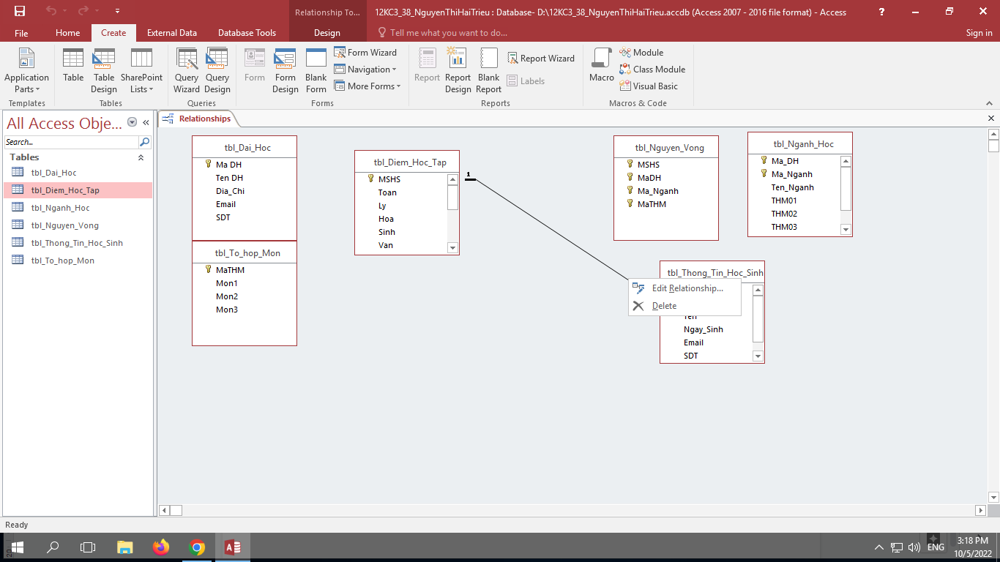 Relationship To...
12KC3_38_NguyenThiHaiTrieu : Database- D:\12KC3_38_NguyenThiHaiTrieu.accdb (Access 2007 - 2016 file format) - Access
?
File
Home
Create
External Data
Database Tools
Design
Tell me what you want to do...
Sign in
Application Parts
Templates
Table
Table Design
SharePoint Lists
Tables
Query Wizard
Query Design
Queries
Form
Form Design
Blank Form
Form Wizard
Navigation
More Forms
Forms
Report
Report Design
Blank Report
Report Wizard
Labels
Reports
Macro
Module
Class Module
Visual Basic
Macros & Code
All Access Obje...
Search...
Tables
tbl_Dai_Hoc
tbl_Diem_Hoc_Tap
tbl_Nganh_Hoc
tbl_Nguyen_Vong
tbl_Thong_Tin_Hoc_Sinh
tbl_To_hop_Mon
Relationships
tbl_Dai_Hoc
Ma DH
Ten DH
Dia_Chi
Email
SDT
tbl_To_hop_Mon
MaTHM
Mon1
Mon2
Mon3
tbl_Diem_Hoc_Tap
MSHS
Toan
Ly
Hoa
Sinh
Van
1
tbl_Nguyen_Vong
MSHS
MaDH
Ma_Nganh
MaTHM
tbl_Nganh_Hoc
Ma_DH
Ma_Nganh
Ten_Nganh
THM01
THM02
THM03
tbl_Thong_Tin_Hoc_Sinh
Edit Relationship...
Delete
Ten
Ngay_Sinh
Email
SDT
Ready
ENG
3:18 PM
10/5/2022